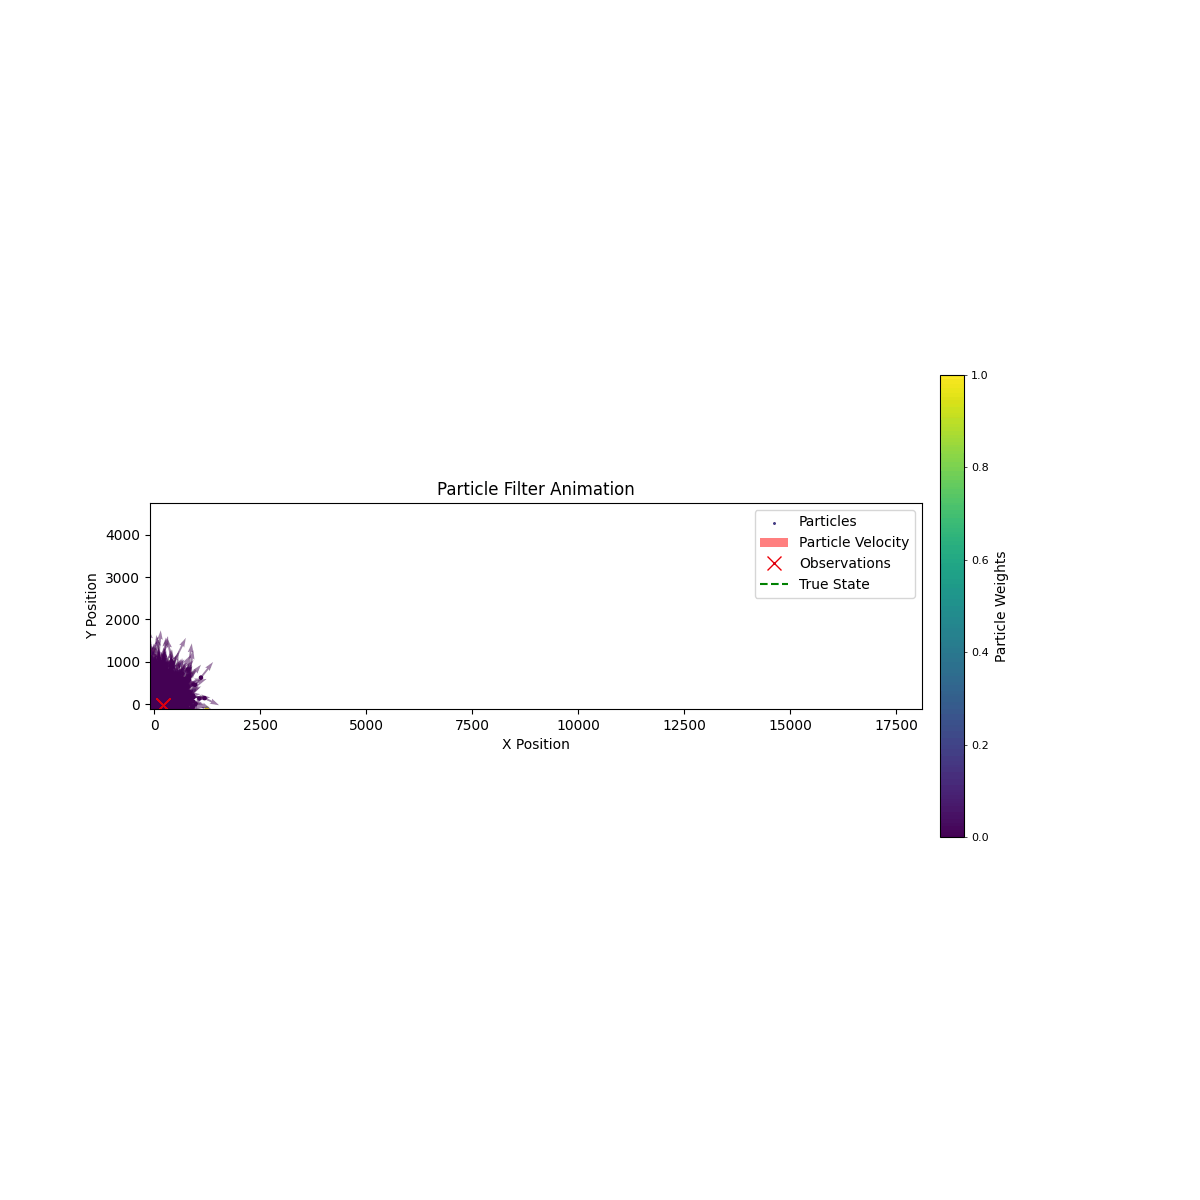 Particle Filter Animation
Particles
Particle Velocity
Observations
True State
Y Position
4000
3000
2000
1000
0
0
2500
5000
7500
10000
12500
15000
17500
X Position
1.0
0.8
0.6
0.4
0.2
0.0
Particle Weights